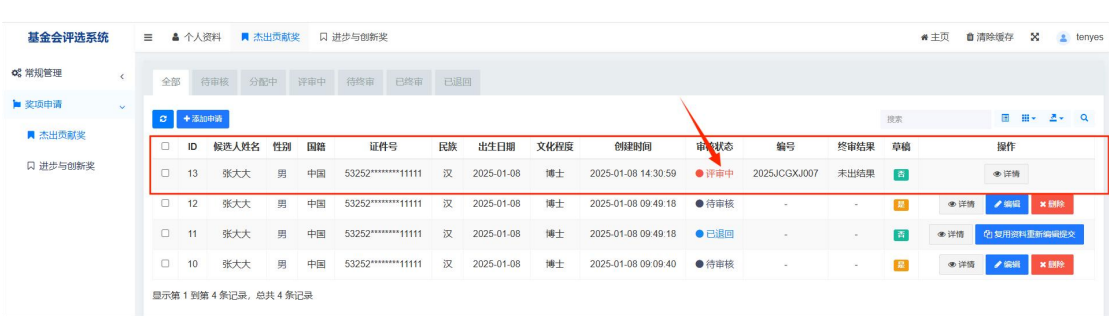 基金会评选系统 个人资料 杰出贡献奖 进步与创新奖 主页 清除缓存 tenyes
常规管理
奖项申请
杰出贡献奖
进步与创新奖
全部 待审核 分配中 评审中 待终审 已终审 已退回
添加申请 搜索
ID 候选人姓名 性别 国籍 证件号 民族 出生日期 文化程度 创建时间 审核状态 编号 终审结果 草稿 操作
13 张大大 男 中国 53252********11111 汉 2025-01-08 博士 2025-01-08 14:30:59 评审中 2025JCGXJ007 未出结果 否 详情
12 张大大 男 中国 53252********11111 汉 2025-01-08 博士 2025-01-08 09:49:18 待审核 - - 是 详情 编辑 删除
11 张大大 男 中国 53252********11111 汉 2025-01-08 博士 2025-01-08 09:49:18 已退回 - - 否 详情 复用资料重新编辑提交
10 张大大 男 中国 53252********11111 汉 2025-01-08 博士 2025-01-08 09:09:40 待审核 - - 是 详情 编辑 删除
显示第 1 到第 4 条记录，总共 4 条记录